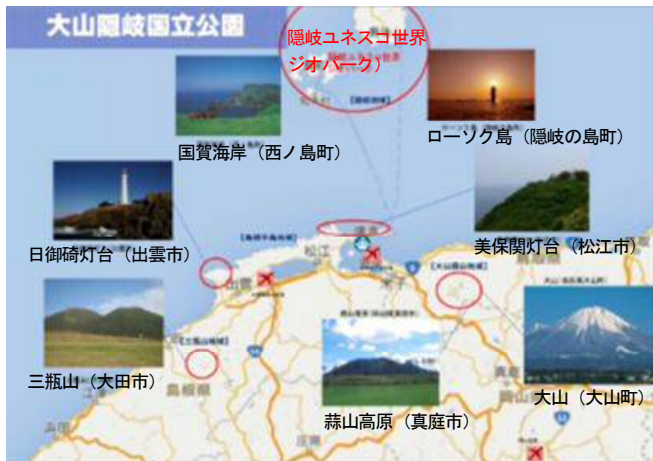 大山隠岐国立公園
隠岐ユネスコ世界
ジオパーク）
国賀海岸（西ノ島町）
ローソク島（隠岐の島町）
日御碕灯台（出雲市）
美保関灯台（松江市）
松江
出雲
米子
三瓶山（大田市）
島根県
大山（大山町）
蒜山高原（真庭市）